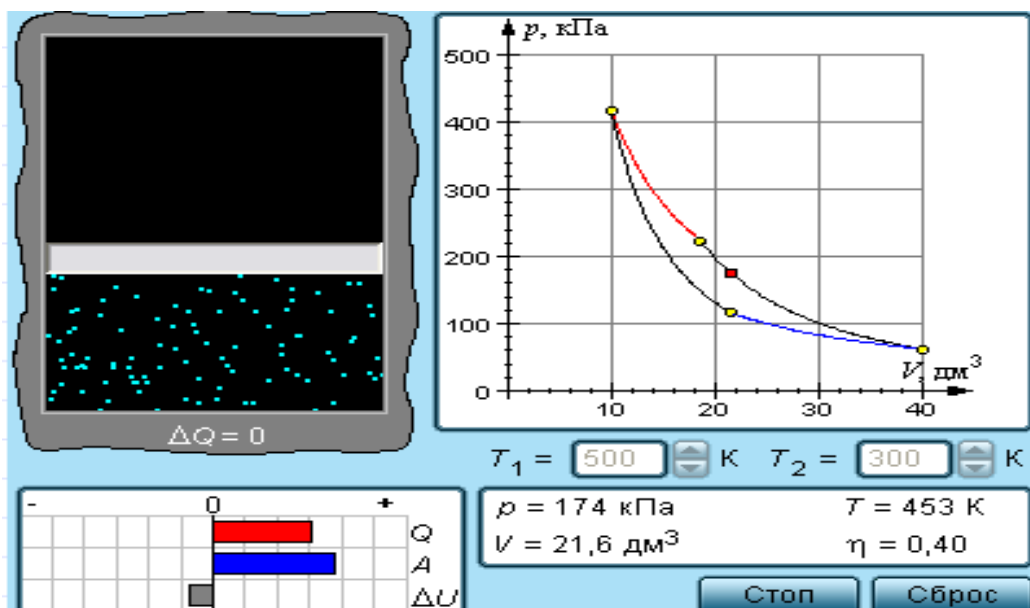 p, кПа
500
400
300
200
100
0
10 20 30 40
V, дм³
ΔQ = 0
T₁ = 500 К T₂ = 300 К
- 0 +
Q
A
ΔU
p = 174 кПа T = 453 К
V = 21,6 дм³ η = 0,40
Стоп Сброс